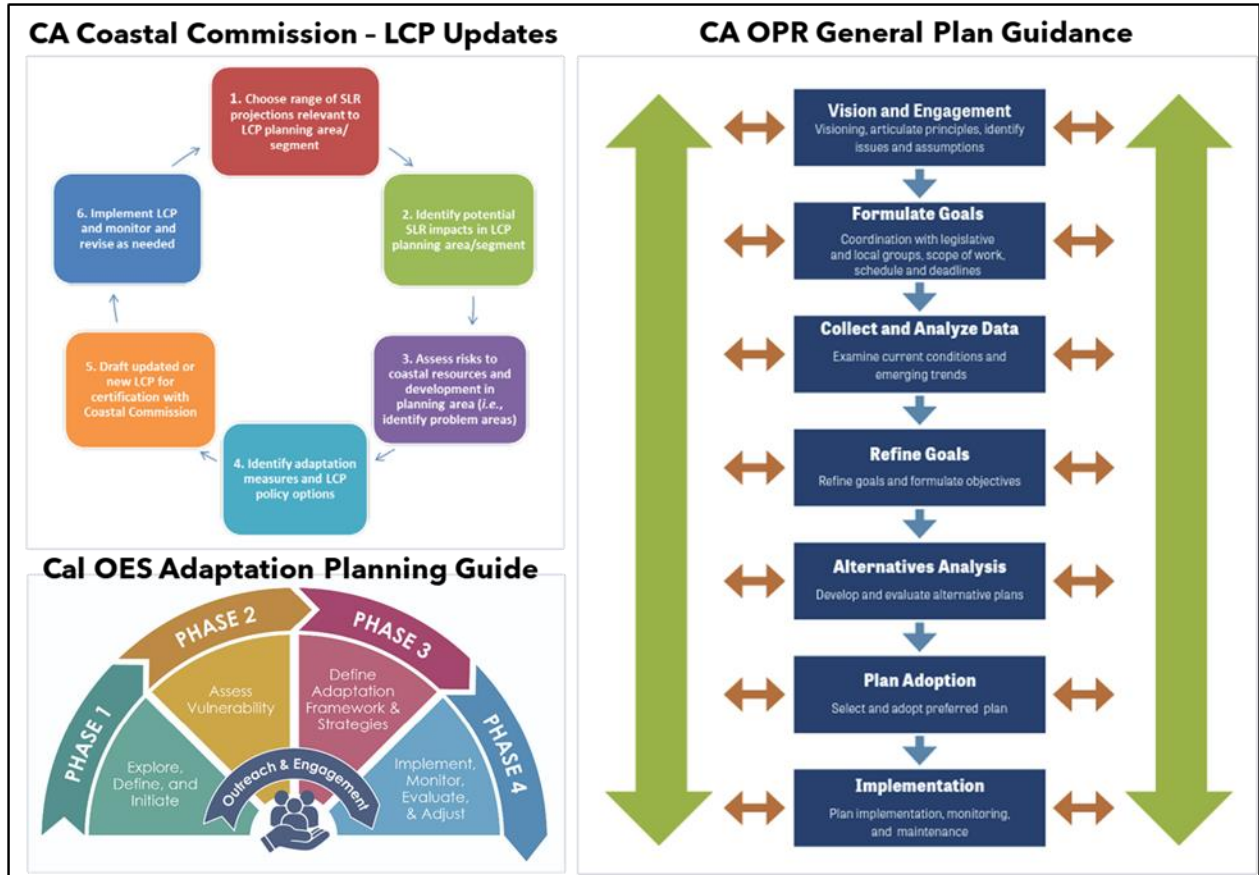 CA Coastal Commission – LCP Updates
1. Choose range of SLR
projections relevant to
LCP planning area/
segment
2. Identify potential
SLR impacts in LCP
planning area/segment
3. Assess risks to
coastal resources and
development in
planning area (i.e.,
identify problem areas)
4. Identify adaptation
measures and LCP
policy options
5. Draft updated or
new LCP for
certification with
Coastal Commission
6. Implement LCP
and monitor and
revise as needed
Cal OES Adaptation Planning Guide
PHASE 1
Explore,
Define, and
Initiate
PHASE 2
Assess
Vulnerability
PHASE 3
Define
Adaptation
Framework &
Strategies
PHASE 4
Implement,
Monitor,
Evaluate,
& Adjust
Outreach & Engagement
CA OPR General Plan Guidance
Vision and Engagement
Visioning, articulate principles, identify
issues and assumptions
Formulate Goals
Coordination with legislative
and local groups, scope of work,
schedule and deadlines
Collect and Analyze Data
Examine current conditions and
emerging trends
Refine Goals
Refine goals and formulate objectives
Alternatives Analysis
Develop and evaluate alternative plans
Plan Adoption
Select and adopt preferred plan
Implementation
Plan implementation, monitoring,
and maintenance